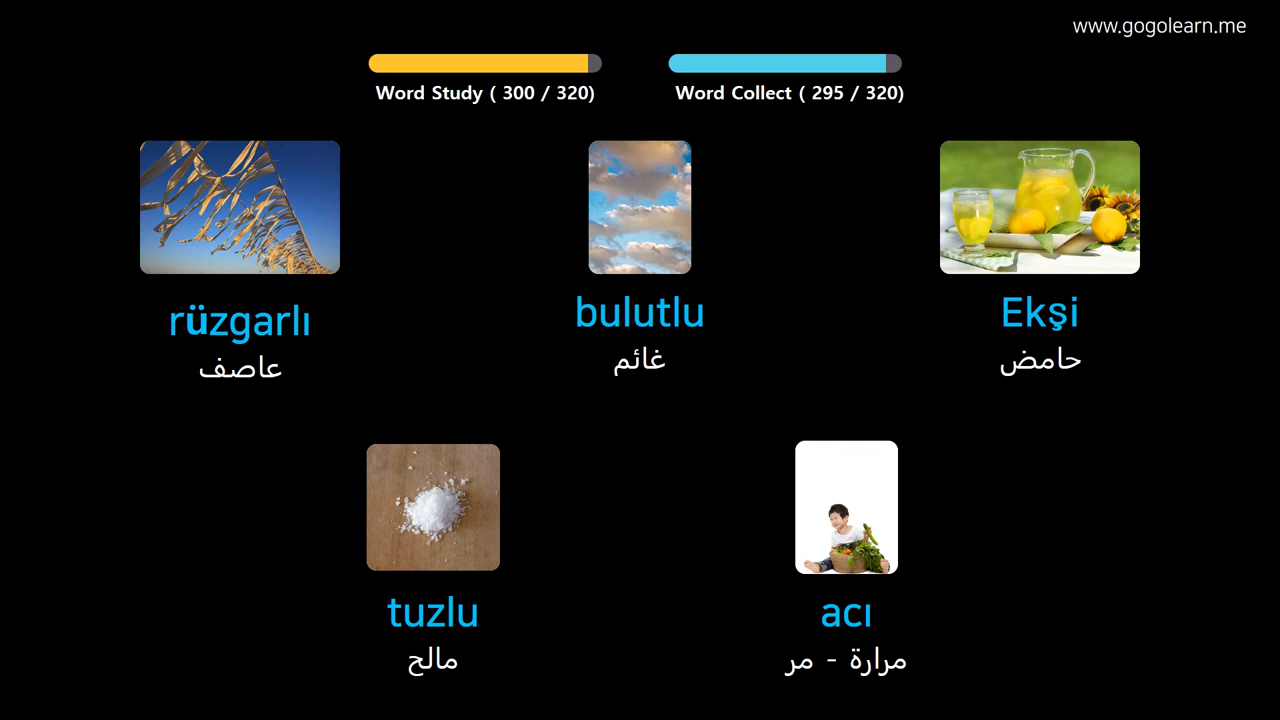 www.gogolearn.me
Word Study ( 300 / 320)
Word Collect ( 295 / 320)
rüzgarlı
عاصف
bulutlu
غائم
Ekşi
حامض
tuzlu
مالح
acı
مرارة - مر